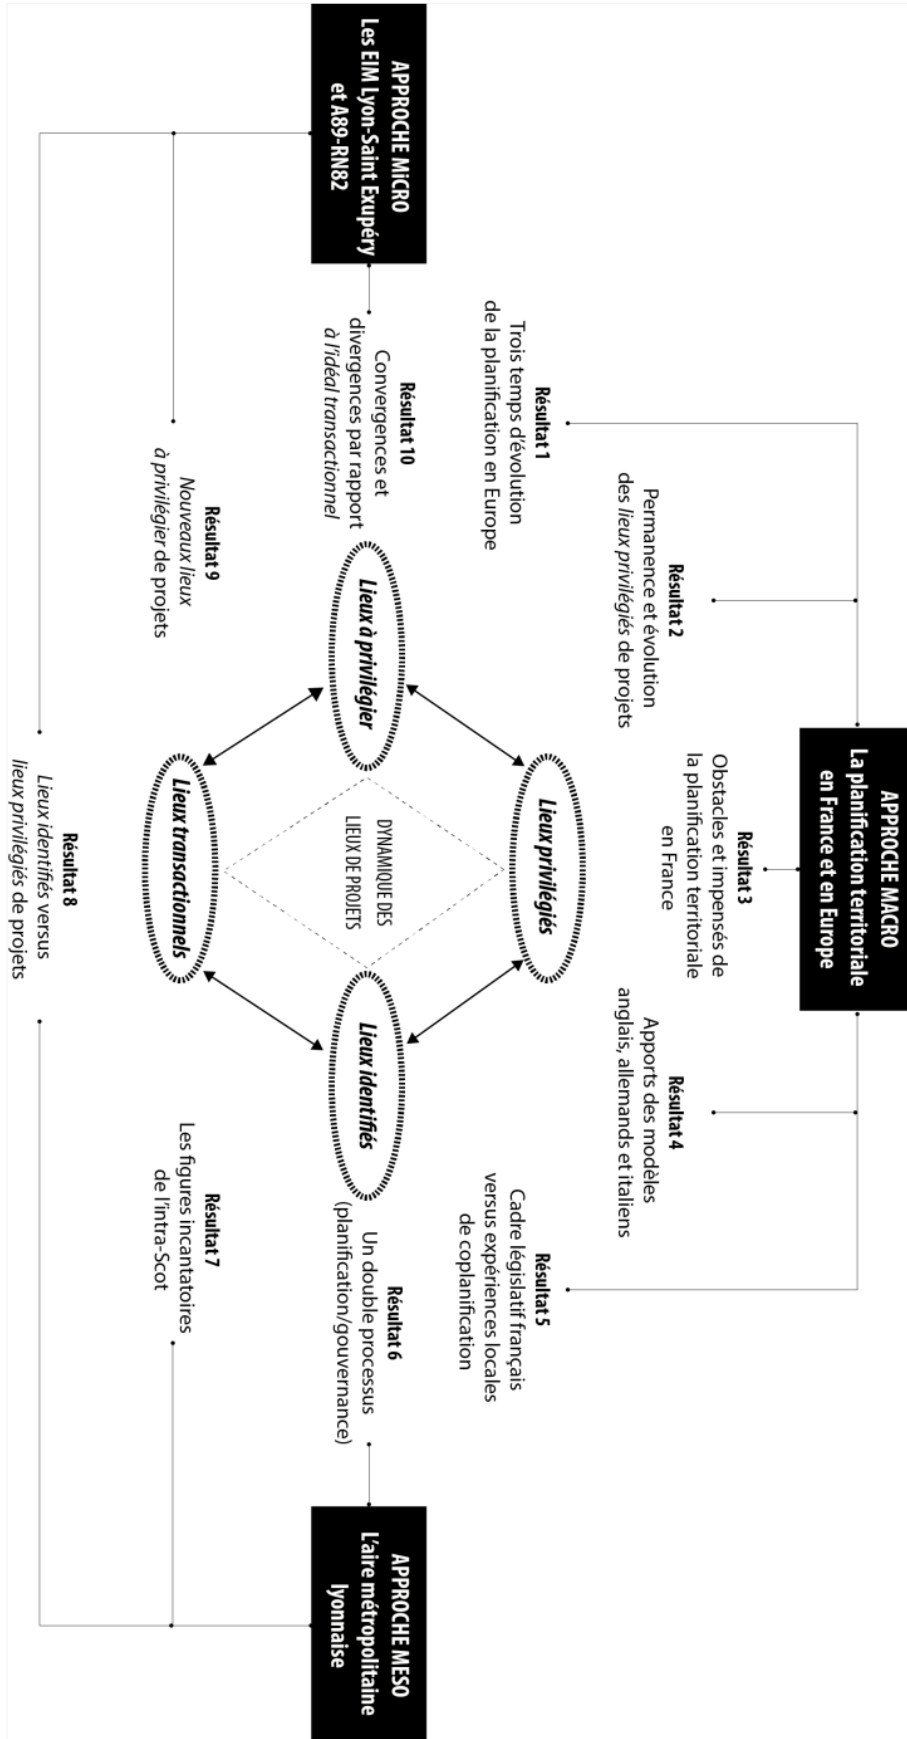 APPROCHE MACRO
La planification territoriale
en France et en Europe
Résultat 1
Trois temps d'évolution
de la planification en Europe
Résultat 2
Permanence et évolution
des lieux privilégiés de projets
Résultat 3
Obstacles et impensés de
la planification territoriale
en France
Résultat 4
Apports des modèles
anglais, allemands et italiens
Résultat 5
Cadre législatif français
versus expériences locales
de coplanification
APPROCHE MiCRO
Les EIM Lyon-Saint Exupéry
et A89-RN82
Résultat 10
Convergences et
divergences par rapport
à l'idéal transactionnel
Lieux privilégiés
Lieux à privilégier
DYNAMIQUE DES
LIEUX DE PROJETS
Lieux identifiés
Lieux transactionnels
Résultat 6
Un double processus
(planification/gouvernance)
APPROCHE MESO
L'aire métropolitaine
lyonnaise
Résultat 9
Nouveaux lieux
à privilégier de projets
Résultat 7
Les figures incantatoires
de l'intra-Scot
Résultat 8
Lieux identifiés versus
lieux privilégiés de projets